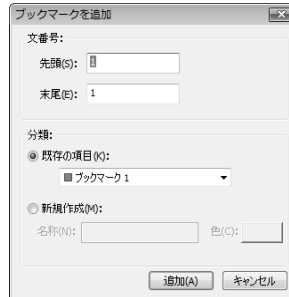 ブックマークを追加
文番号:
先頭(S): 1
末尾(E): 1
分類:
既存の項目(K):
ブックマーク 1
新規作成(M):
名称(N): 色(C):
追加(A) キャンセル